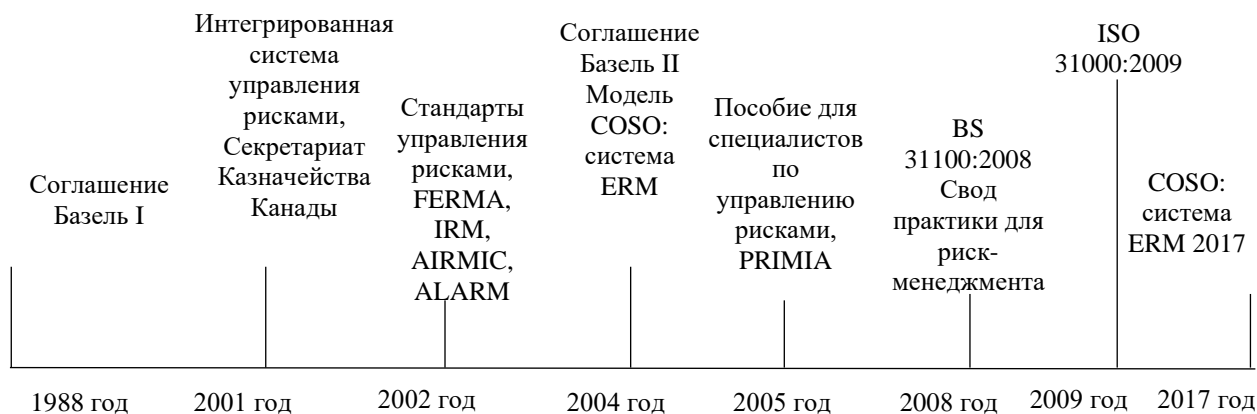 Соглашение
Базель I
Интегрированная
система
управления
рисками,
Секретариат
Казначейства
Канады
Стандарты
управления
рисками,
FERMA,
IRM,
AIRMIC,
ALARM
Соглашение
Базель II
Модель
COSO:
система
ERM
Пособие для
специалистов
по
управлению
рисками,
PRIMIA
BS
31100:2008
Свод
практики для
риск-
менеджмента
ISO
31000:2009
COSO:
система
ERM 2017
1988 год
2001 год
2002 год
2004 год
2005 год
2008 год
2009 год
2017 год